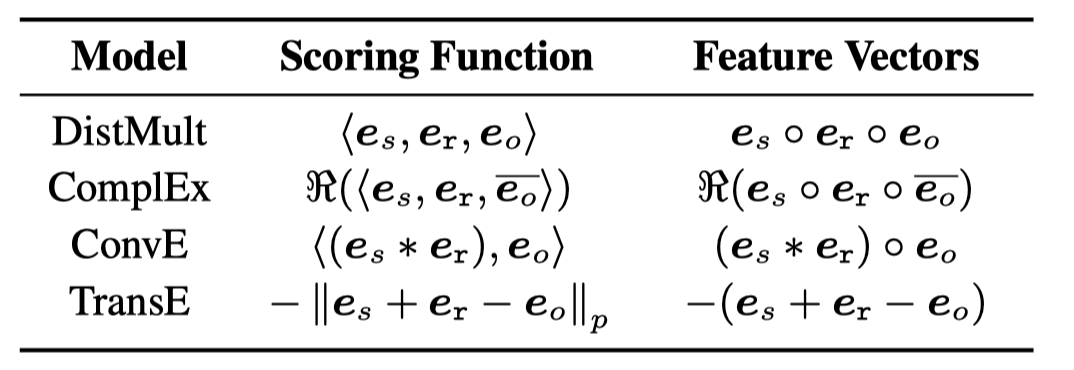 Model Scoring Function Feature Vectors
DistMult ⟨e_s, e_r, e_o⟩ e_s ∘ e_r ∘ e_o
ComplEx ℜ(⟨e_s, e_r, \overline{e_o}⟩) ℜ(e_s ∘ e_r ∘ \overline{e_o})
ConvE ⟨(e_s * e_r), e_o⟩ (e_s * e_r) ∘ e_o
TransE −‖e_s + e_r − e_o‖_p −(e_s + e_r − e_o)